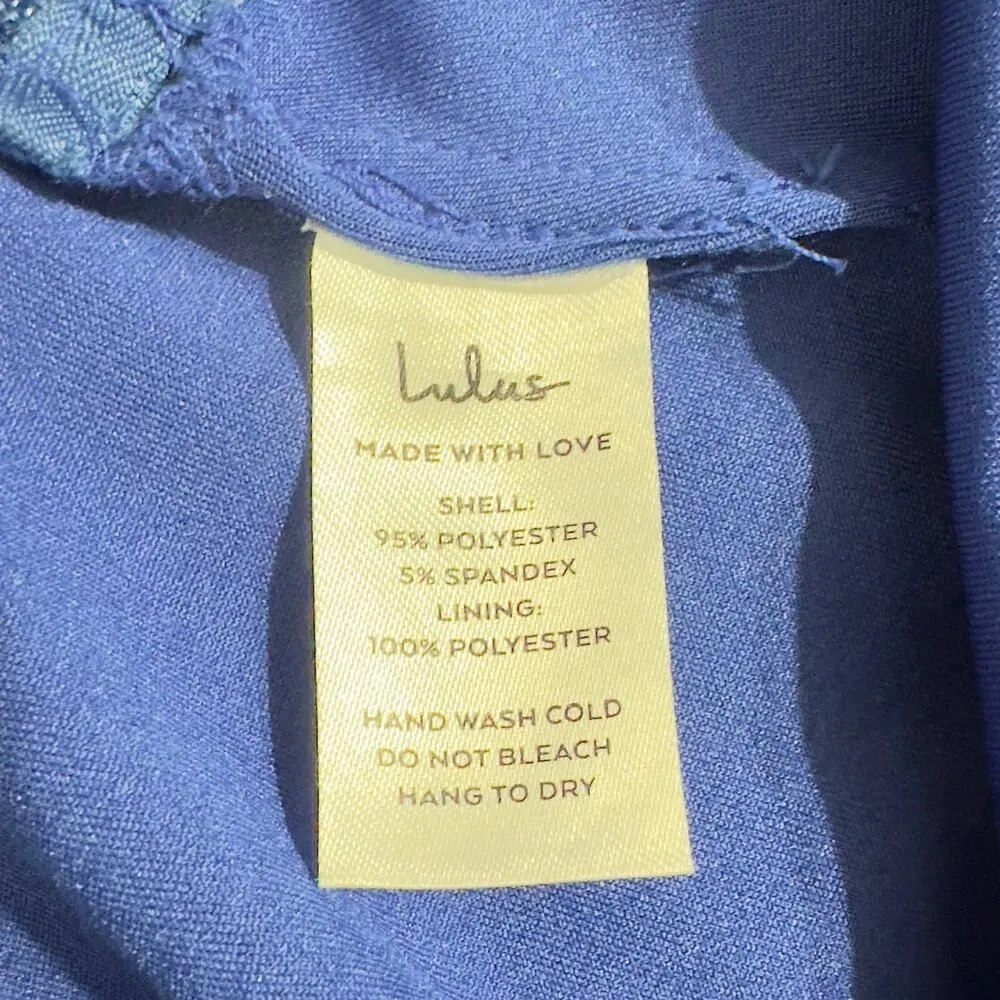 Lulus
MADE WITH LOVE
SHELL:
95% POLYESTER
5% SPANDEX
LINING:
100% POLYESTER
HAND WASH COLD
DO NOT BLEACH
HANG TO DRY